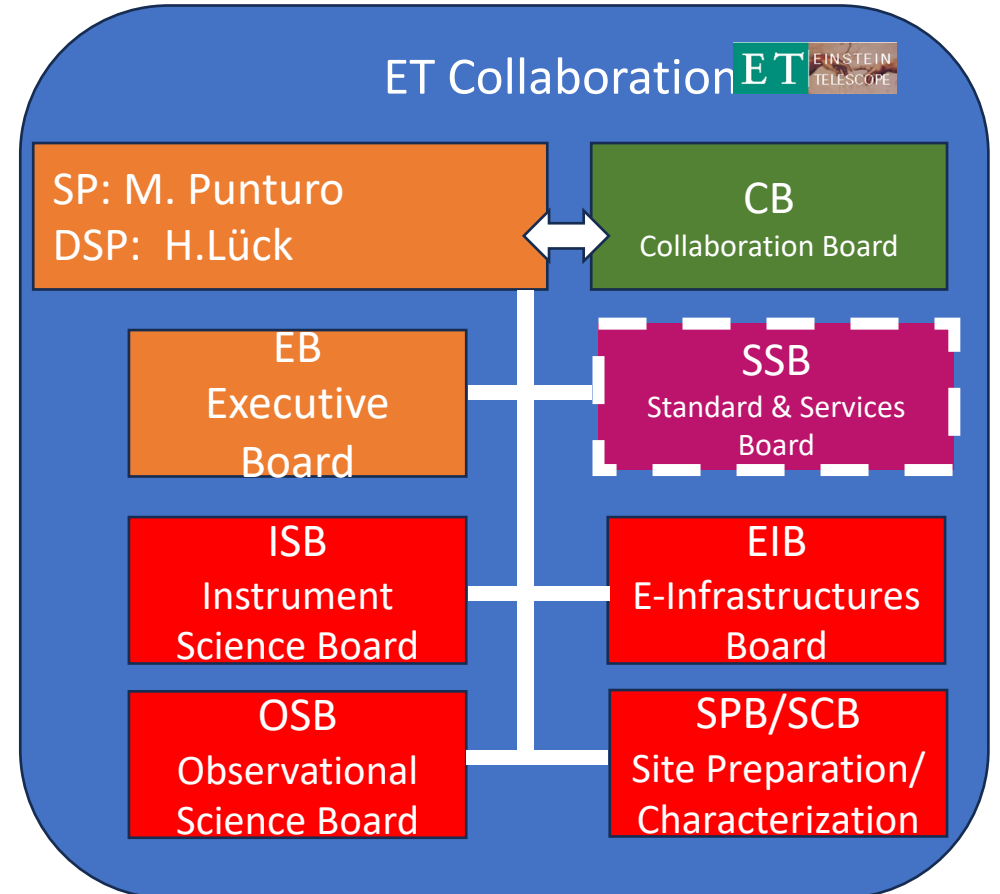 ET Collaboration
ET EINSTEIN
TELESCOPE
SP: M. Punturo
DSP: H.Lück
CB
Collaboration Board
EB
Executive
Board
SSB
Standard & Services
Board
ISB
Instrument
Science Board
EIB
E-Infrastructures
Board
OSB
Observational
Science Board
SPB/SCB
Site Preparation/
Characterization